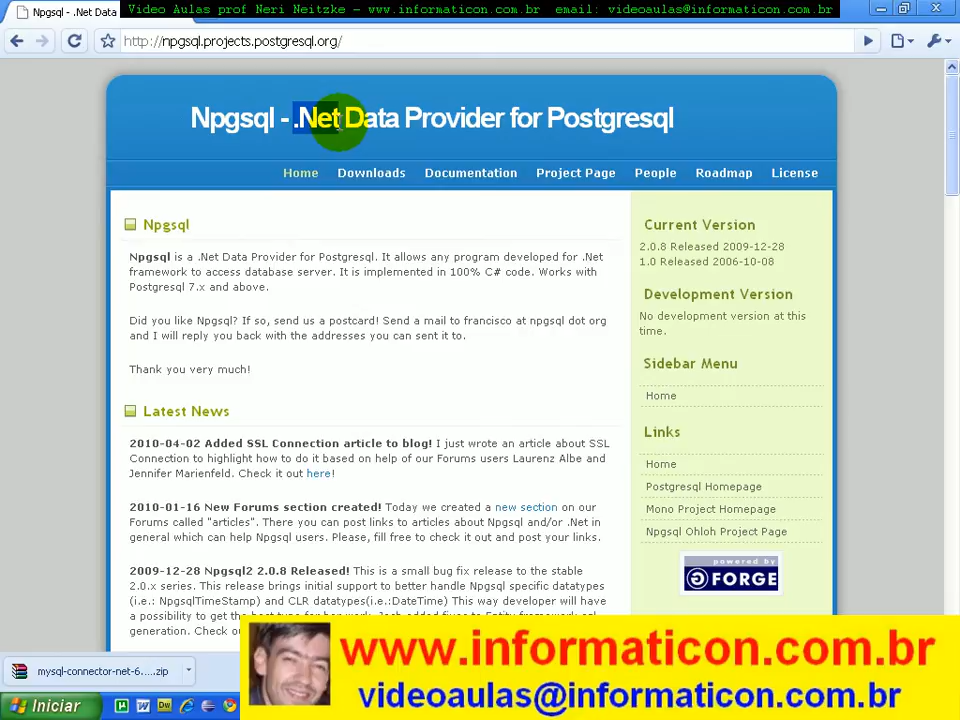 Npgsql - .Net Data
Video Aulas prof Neri Neitzke – www.informaticon.com.br email: videoaulas@informaticon.com.br
http://npgsql.projects.postgresql.org/
Npgsql - .Net Data Provider for Postgresql
Home Downloads Documentation Project Page People Roadmap License
Npgsql
Npgsql is a .Net Data Provider for Postgresql. It allows any program developed for .Net
framework to access database server. It is implemented in 100% C# code. Works with
Postgresql 7.x and above.
Did you like Npgsql? If so, send us a postcard! Send a mail to francisco at npgsql dot org
and I will reply you back with the addresses you can sent it to.
Thank you very much!
Latest News
2010-04-02 Added SSL Connection article to blog! I just wrote an article about SSL
Connection to highlight how to do it based on help of our Forums users Laurenz Albe and
Jennifer Marienfeld. Check it out here!
2010-01-16 New Forums section created! Today we created a new section on our
Forums called "articles". There you can post links to articles about Npgsql and/or .Net in
general which can help Npgsql users. Please, fill free to check it out and post your links.
2009-12-28 Npgsql2 2.0.8 Released! This is a small bug fix release to the stable
2.0.x series. This release brings initial support to better handle Npgsql specific datatypes
(i.e.: NpgsqlTimeStamp) and CLR datatypes(i.e.:DateTime) This way developer will have
a possibility to get the
generation. Check
Current Version
2.0.8 Released 2009-12-28
1.0 Released 2006-10-08
Development Version
No development version at this
time.
Sidebar Menu
Home
Links
Home
Postgresql Homepage
Mono Project Homepage
Npgsql Ohloh Project Page
powered by
GFORGE
mysql-connector-net-6....zip
www.informaticon.com.br
videoaulas@informaticon.com.br
Iniciar